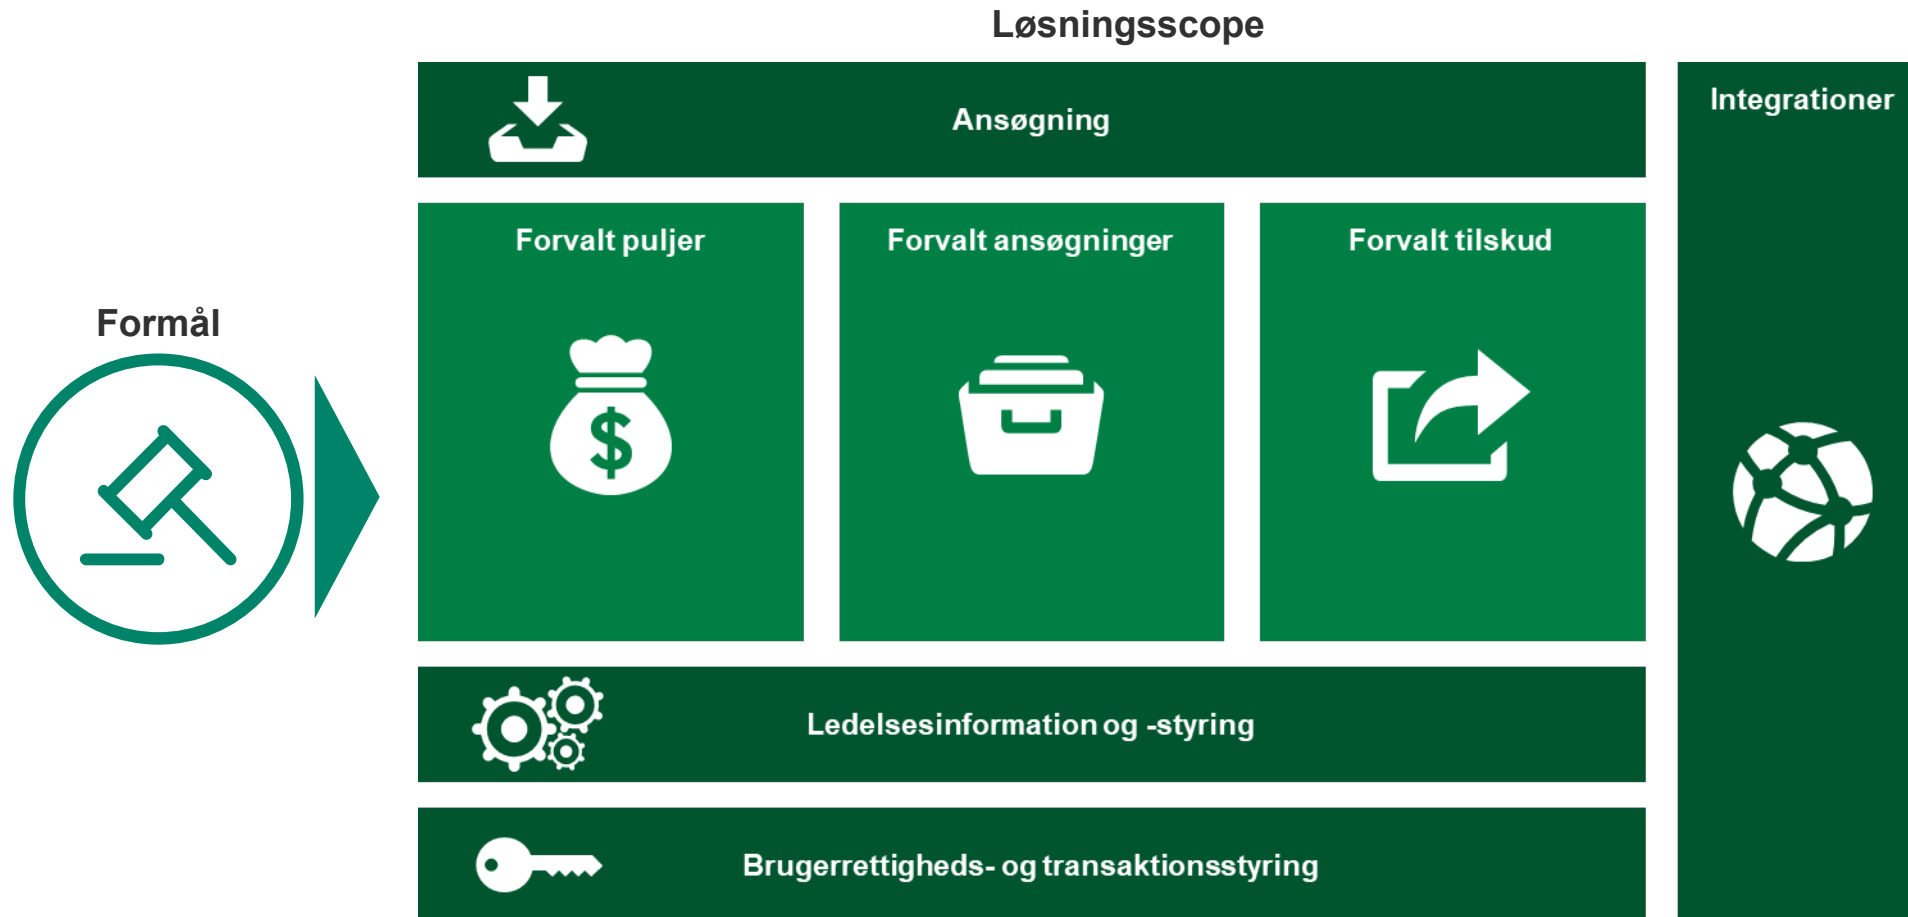 Løsningsscope
Ansøgning
Integrationer
Forvalt puljer
Forvalt ansøgninger
Forvalt tilskud
Formål
$
Ledelsesinformation og -styring
Brugerrettigheds- og transaktionsstyring